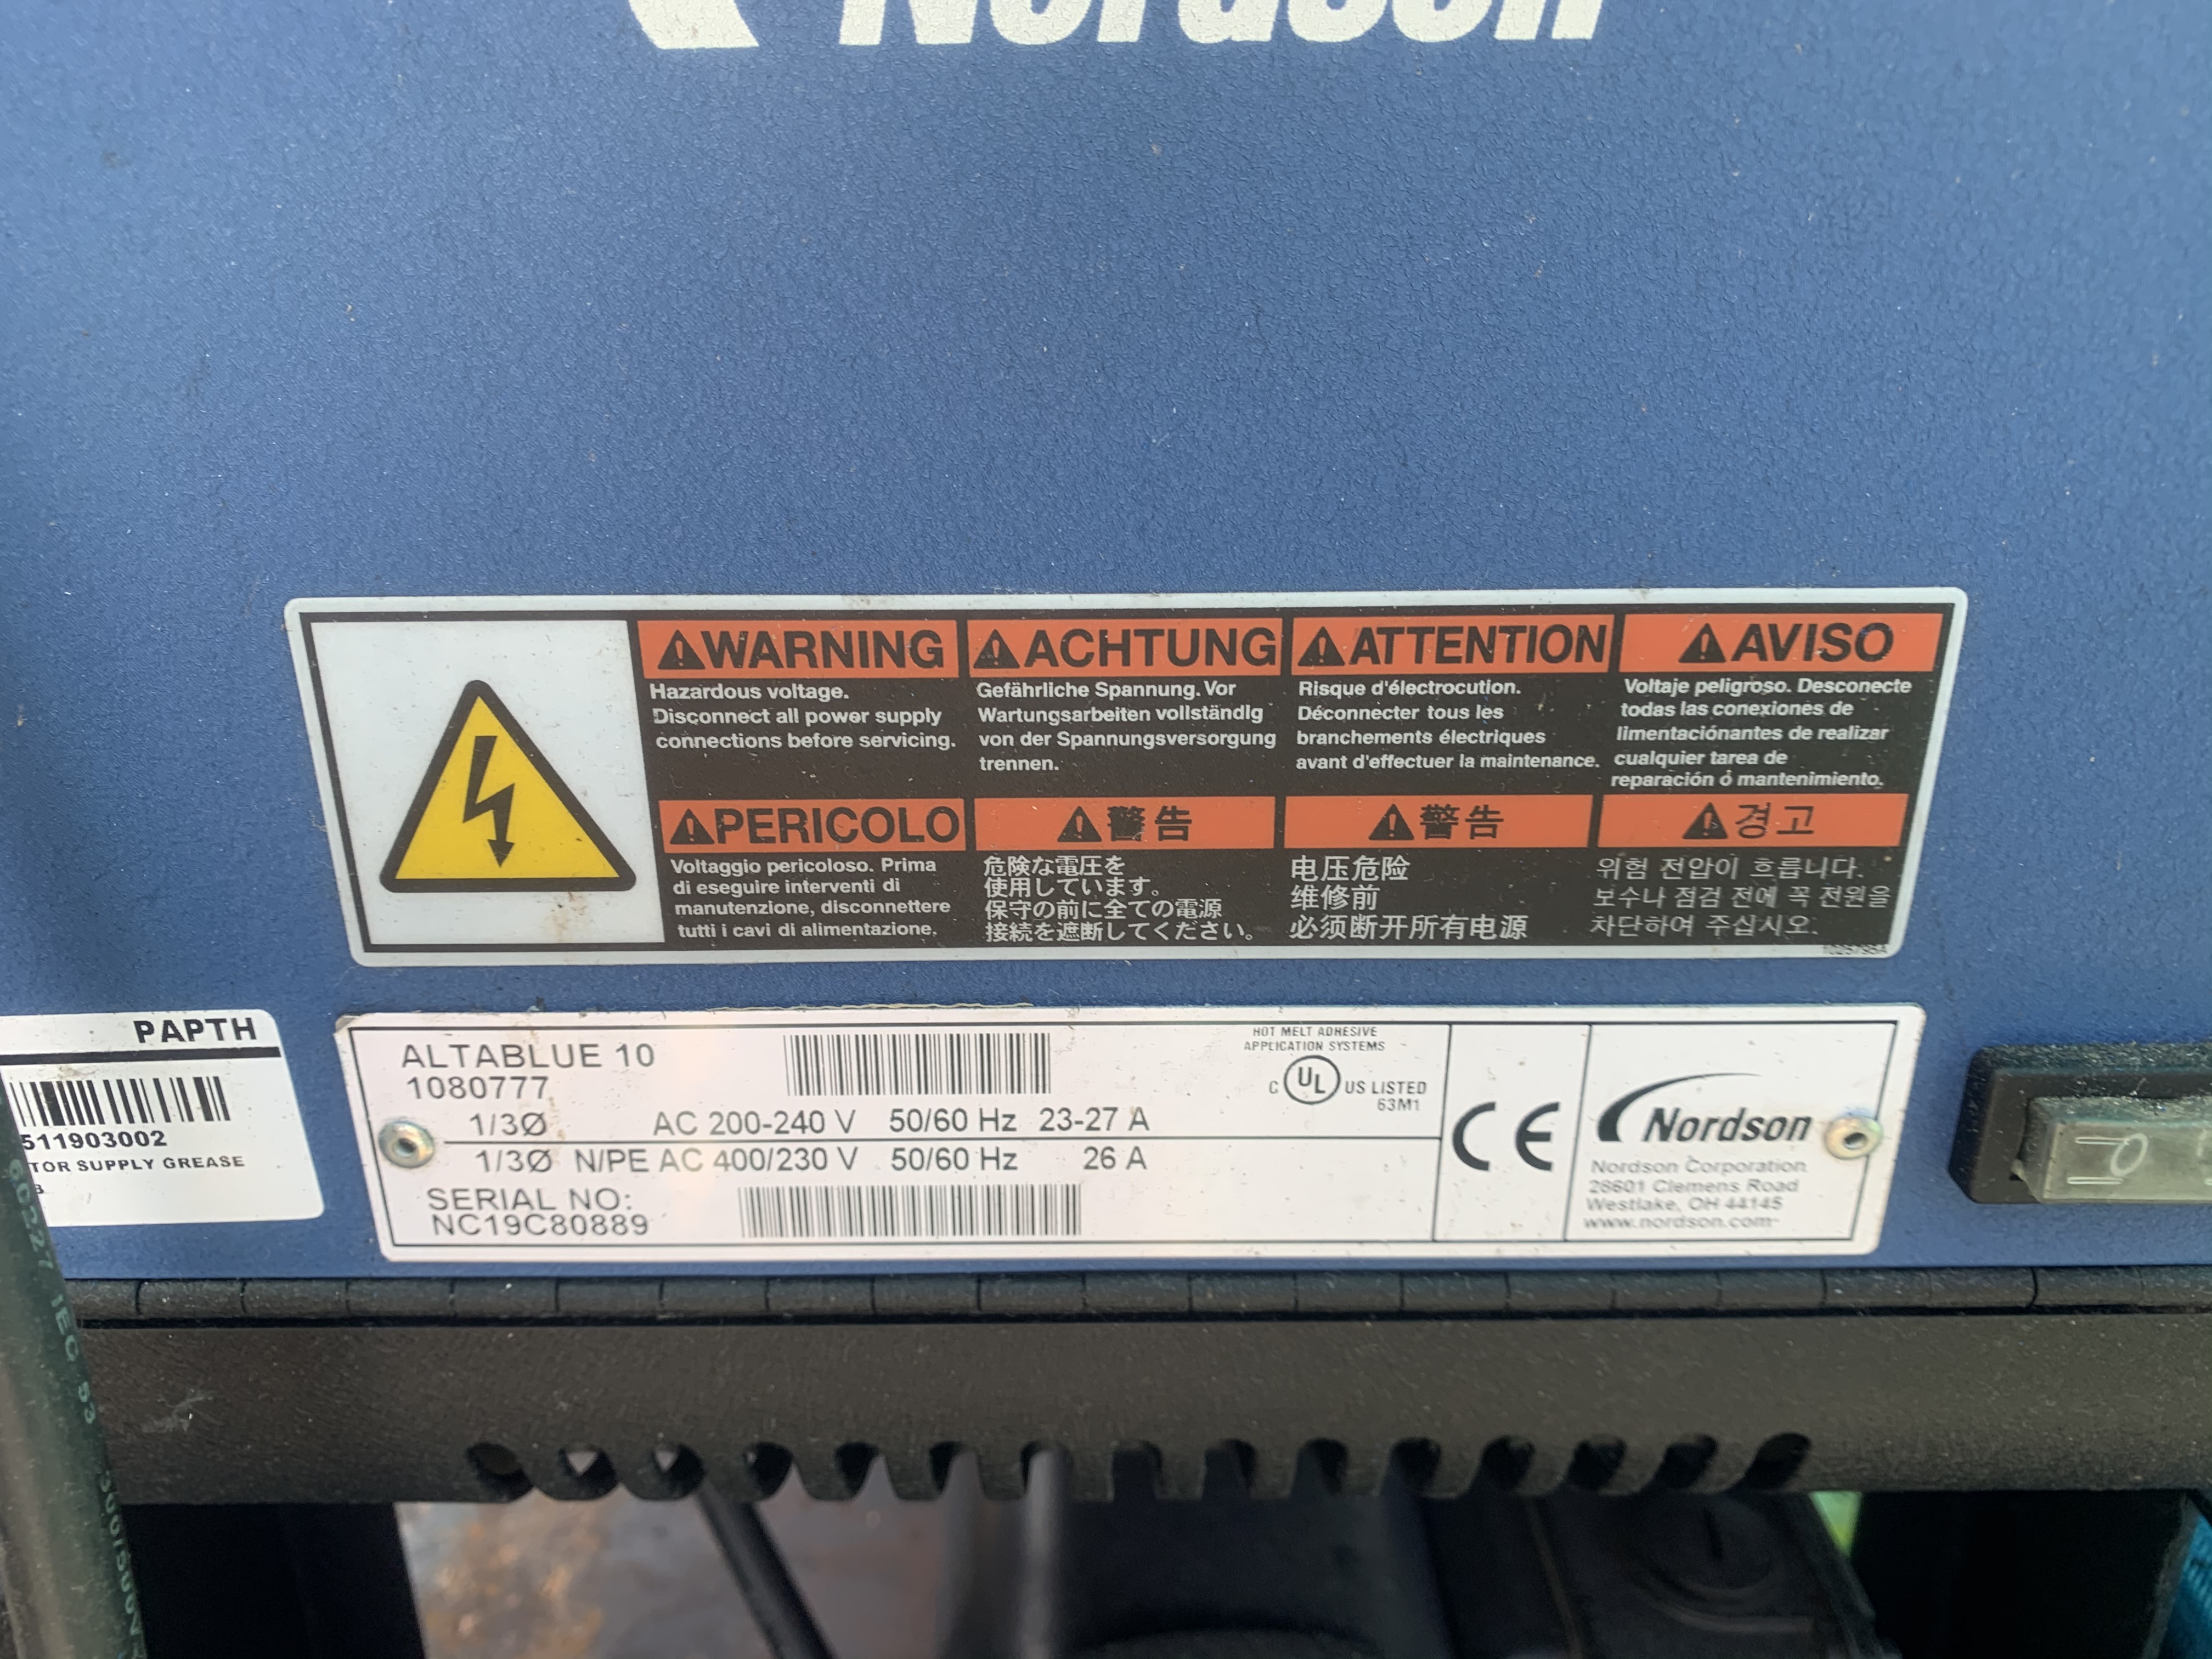 Nordson
WARNING
Hazardous voltage.
Disconnect all power supply
connections before servicing.
ACHTUNG
Gefährliche Spannung. Vor
Wartungsarbeiten vollständig
von der Spannungsversorgung
trennen.
ATTENTION
Risque d'électrocution.
Déconnecter tous les
branchements électriques
avant d'effectuer la maintenance.
AVISO
Voltaje peligroso. Desconecte
todas las conexiones de
limentaciónantes de realizar
cualquier tarea de
reparación ó mantenimiento.
PERICOLO
Voltaggio pericoloso. Prima
di eseguire interventi di
manutenzione, disconnettere
tutti i cavi di alimentazione.
警告
危険な電圧を
使用しています。
保守の前に全ての電源
接続を遮断してください。
警告
电压危险
维修前
必须断开所有电源
경고
위험 전압이 흐릅니다.
보수나 점검 전에 꼭 전원을
차단하여 주십시오.
1025795A
PAPTH
511903002
TOR SUPPLY GREASE
B
ALTABLUE 10
1080777
1/3Ø AC 200-240 V 50/60 Hz 23-27 A
1/3Ø N/PE AC 400/230 V 50/60 Hz 26 A
SERIAL NO:
NC19C80889
HOT MELT ADHESIVE
APPLICATION SYSTEMS
C UL US LISTED
63M1
CE
Nordson
Nordson Corporation
28601 Clemens Road
Westlake, OH 44145
www.nordson.com
0
60227 IEC 53